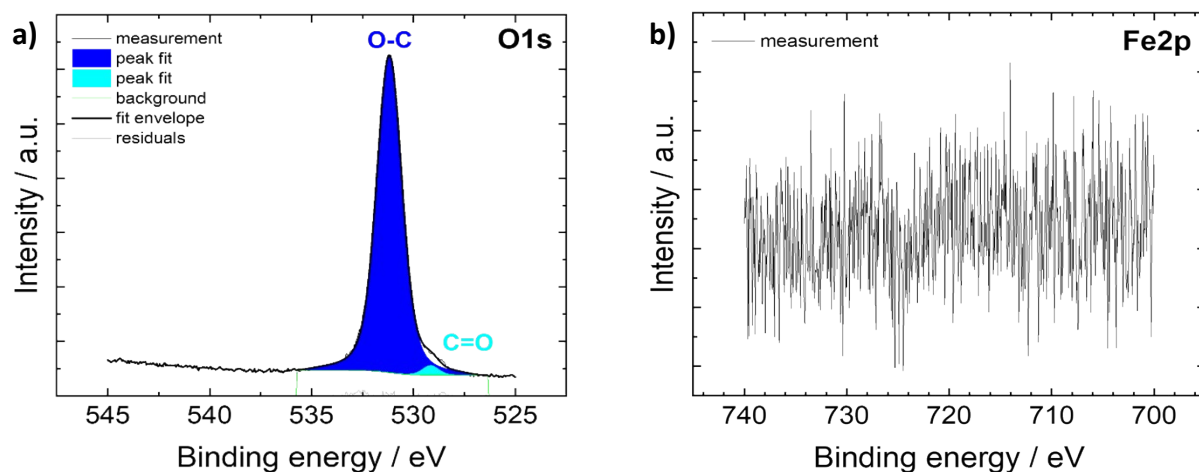 a)
measurement
peak fit
peak fit
background
fit envelope
residuals
O-C
O1s
C=O
Intensity / a.u.
545 540 535 530 525
Binding energy / eV
b)
measurement
Fe2p
Intensity / a.u.
740 730 720 710 700
Binding energy / eV